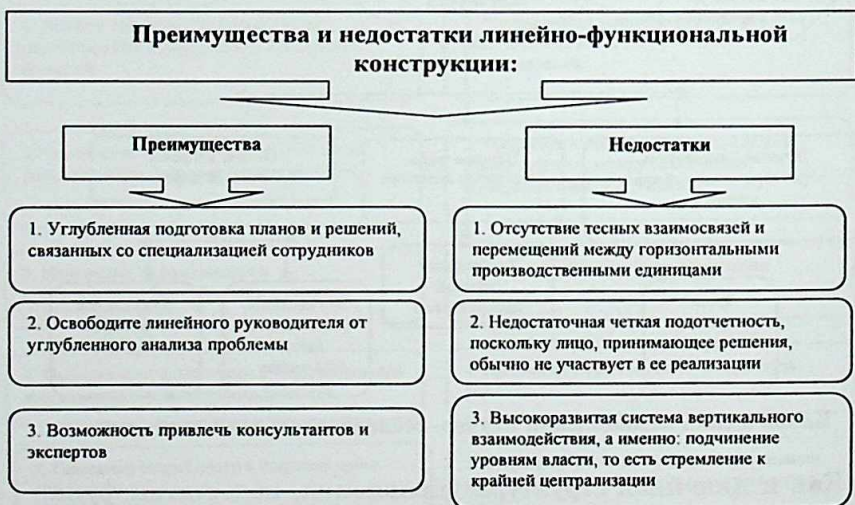 Преимущества и недостатки линейно-функциональной
конструкции:
Преимущества
1. Углубленная подготовка планов и решений,
связанных со специализацией сотрудников
2. Освободите линейного руководителя от
углубленного анализа проблемы
3. Возможность привлечь консультантов и
экспертов
Недостатки
1. Отсутствие тесных взаимосвязей и
перемещений между горизонтальными
производственными единицами
2. Недостаточная четкая подотчетность,
поскольку лицо, принимающее решения,
обычно не участвует в ее реализации
3. Высокоразвитая система вертикального
взаимодействия, а именно: подчинение
уровням власти, то есть стремление к
крайней централизации